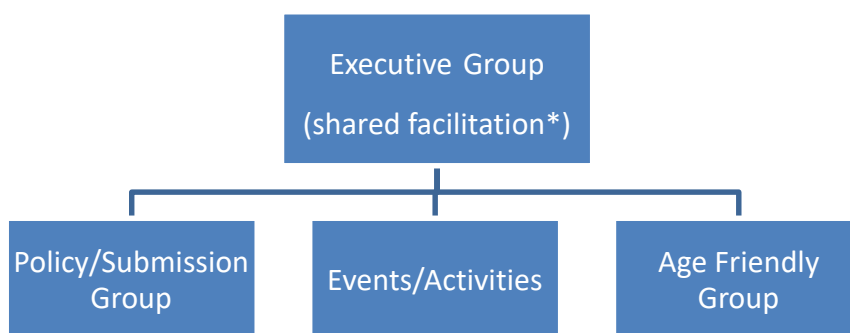 Executive Group
(shared facilitation*)
Policy/Submission
Group
Events/Activities
Age Friendly
Group